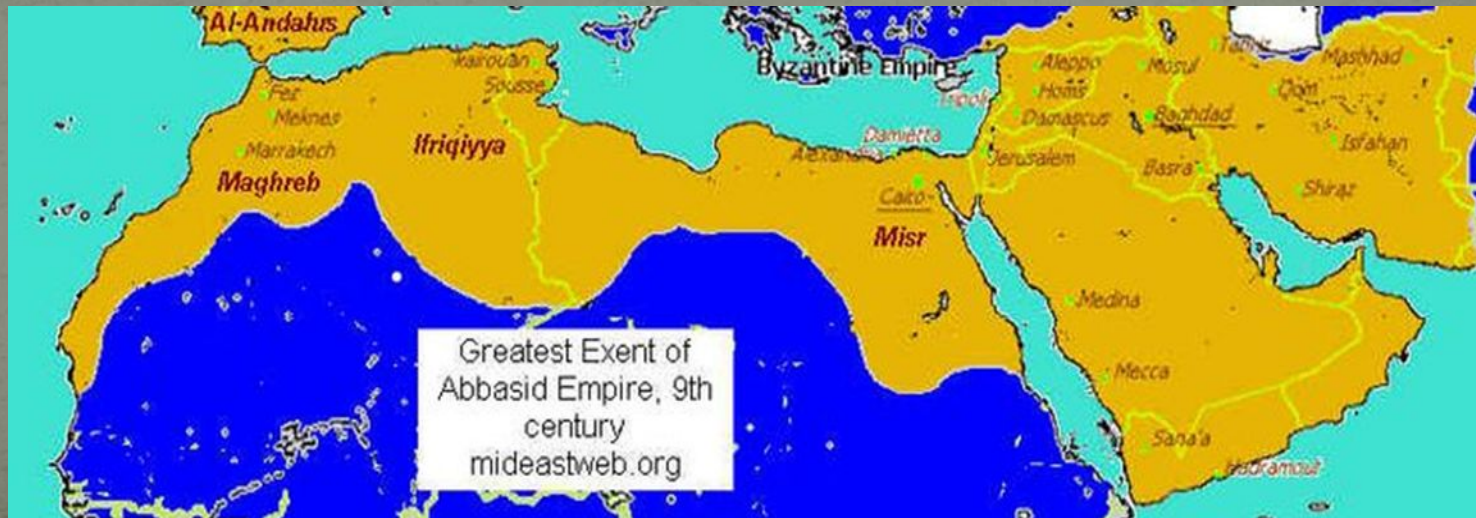 Al-Andalus
Kairouan
Sousse
Fez
Meknes
Marrakech
Maghreb
Ifriqiyya
Byzantine Empire
Tripoli
Aleppo
Homs
Damascus
Mosul
Baghdad
Tabriz
Qom
Mashhad
Isfahan
Shiraz
Basra
Jerusalem
Damietta
Alexandria
Cairo
Misr
Medina
Mecca
Sana'a
Hadramout
Greatest Exent of
Abbasid Empire, 9th
century
mideastweb.org